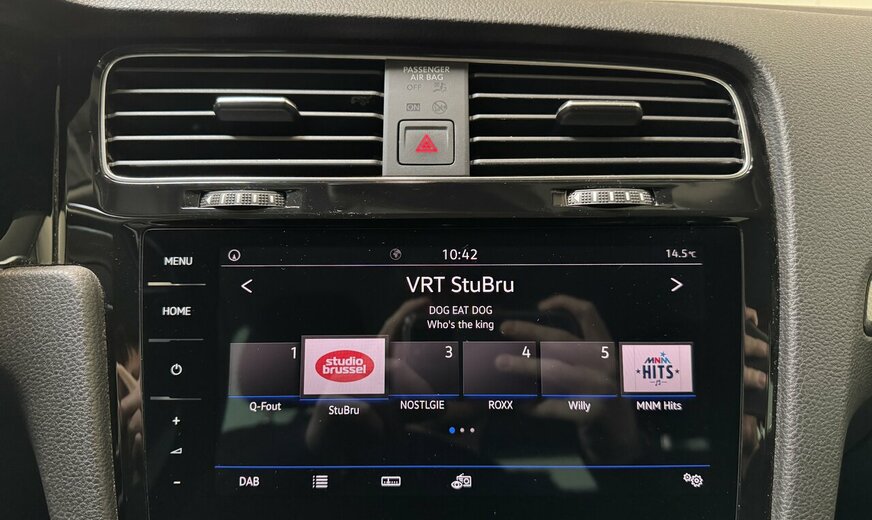 PASSENGER
AIR BAG
OFF
ON
MENU
10:42
14.5°C
< VRT StuBru >
HOME
DOG EAT DOG
Who's the king
1
studio
brussel
3
4
5
MNM
HITS
Q-Fout
StuBru
NOSTLGIE
ROXX
Willy
MNM Hits
+
-
DAB